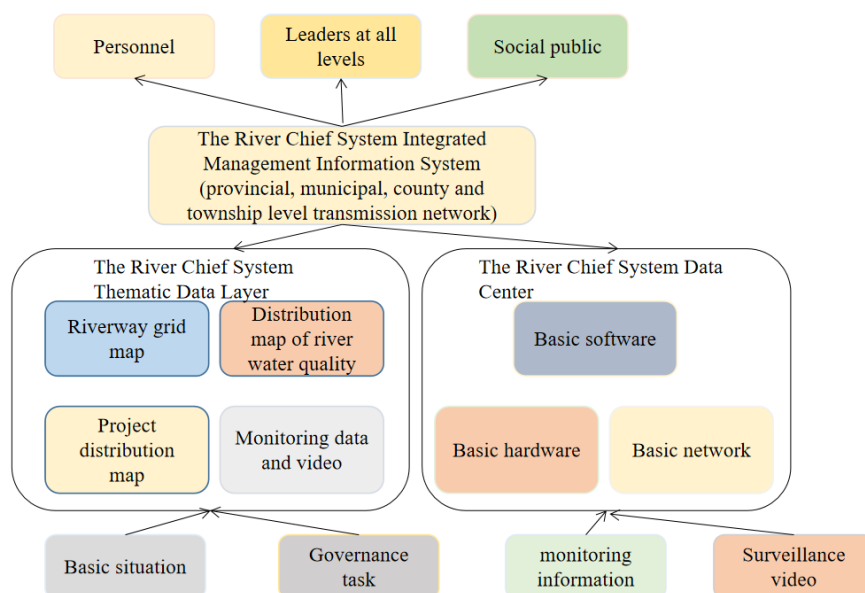 Personnel
Leaders at all
levels
Social public
The River Chief System Integrated
Management Information System
(provincial, municipal, county and
township level transmission network)
The River Chief System
Thematic Data Layer
Riverway grid
map
Distribution
map of river
water quality
Project
distribution
map
Monitoring data
and video
The River Chief System Data
Center
Basic software
Basic hardware
Basic network
Basic situation
Governance
task
monitoring
information
Surveillance
video